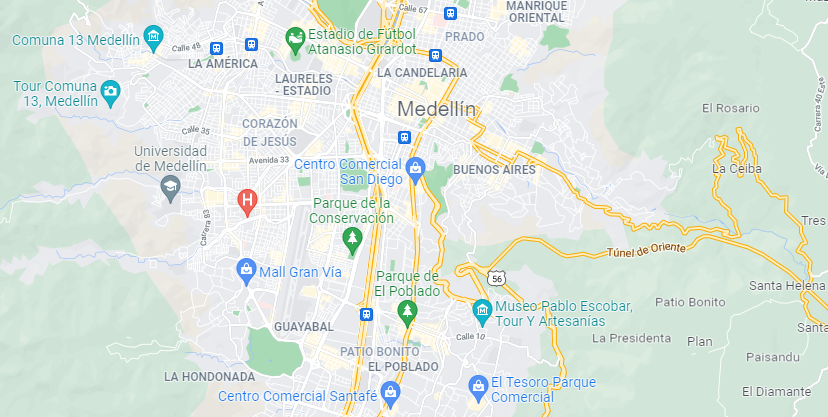 MANRIQUE
ORIENTAL
Calle 67
Comuna 13 Medellín
Calle 48
Estadio de Fútbol
Atanasio Girardot
PRADO
LA AMÉRICA
LAURELES
- ESTADIO
LA CANDELARIA
Tour Comuna
13, Medellín
Medellín
El Rosario
Carrera 40 Este
CORAZÓN
DE JESUS
Calle 35
Universidad
de Medellín
Avenida 33
Centro Comercial
San Diego
BUENOS AIRES
La Ceiba
H
Parque de la
Conservación
Carrera 83
Tres
Túnel de Oriente
Mall Gran Vía
Parque de
El Poblado
56
Santa Helena
Patio Bonito
Museo Pablo Escobar,
Tour Y Artesanías
Santa
GUAYABAL
Calle 10
La Presidenta
Plan
PATIO BONITO
Paisandu
EL POBLADO
LA HONDONADA
Centro Comercial Santafé
El Tesoro Parque
Comercial
El Diamante